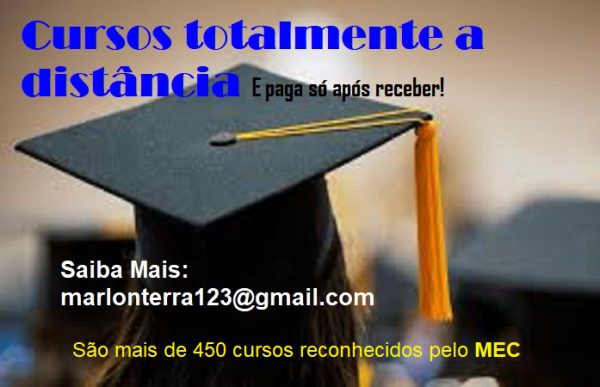 Cursos totalmente a
distância E paga só após receber!
Saiba Mais:
marlonterra123@gmail.com
São mais de 450 cursos reconhecidos pelo MEC